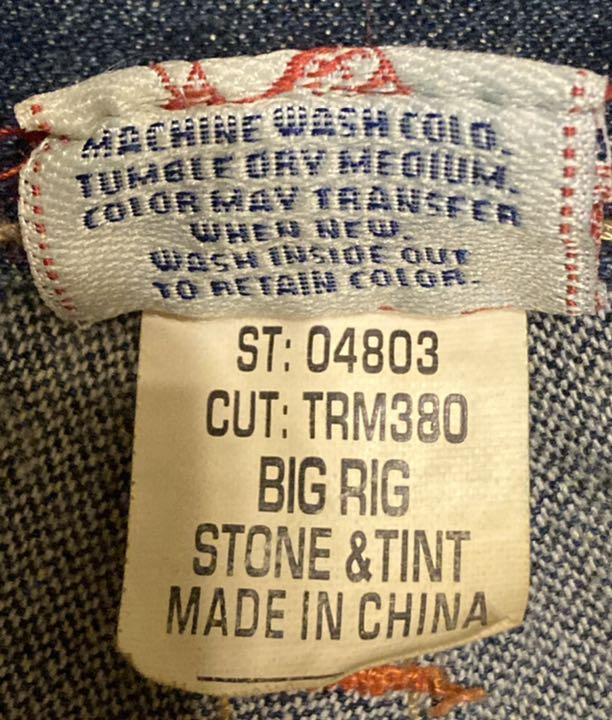 MACHINE WASH COLD.
TUMBLE DRY MEDIUM.
COLOR MAY TRANSFER
WHEN NEW.
WASH INSIDE OUT
TO RETAIN COLOR.
ST: 04803
CUT: TRM380
BIG RIG
STONE &TINT
MADE IN CHINA